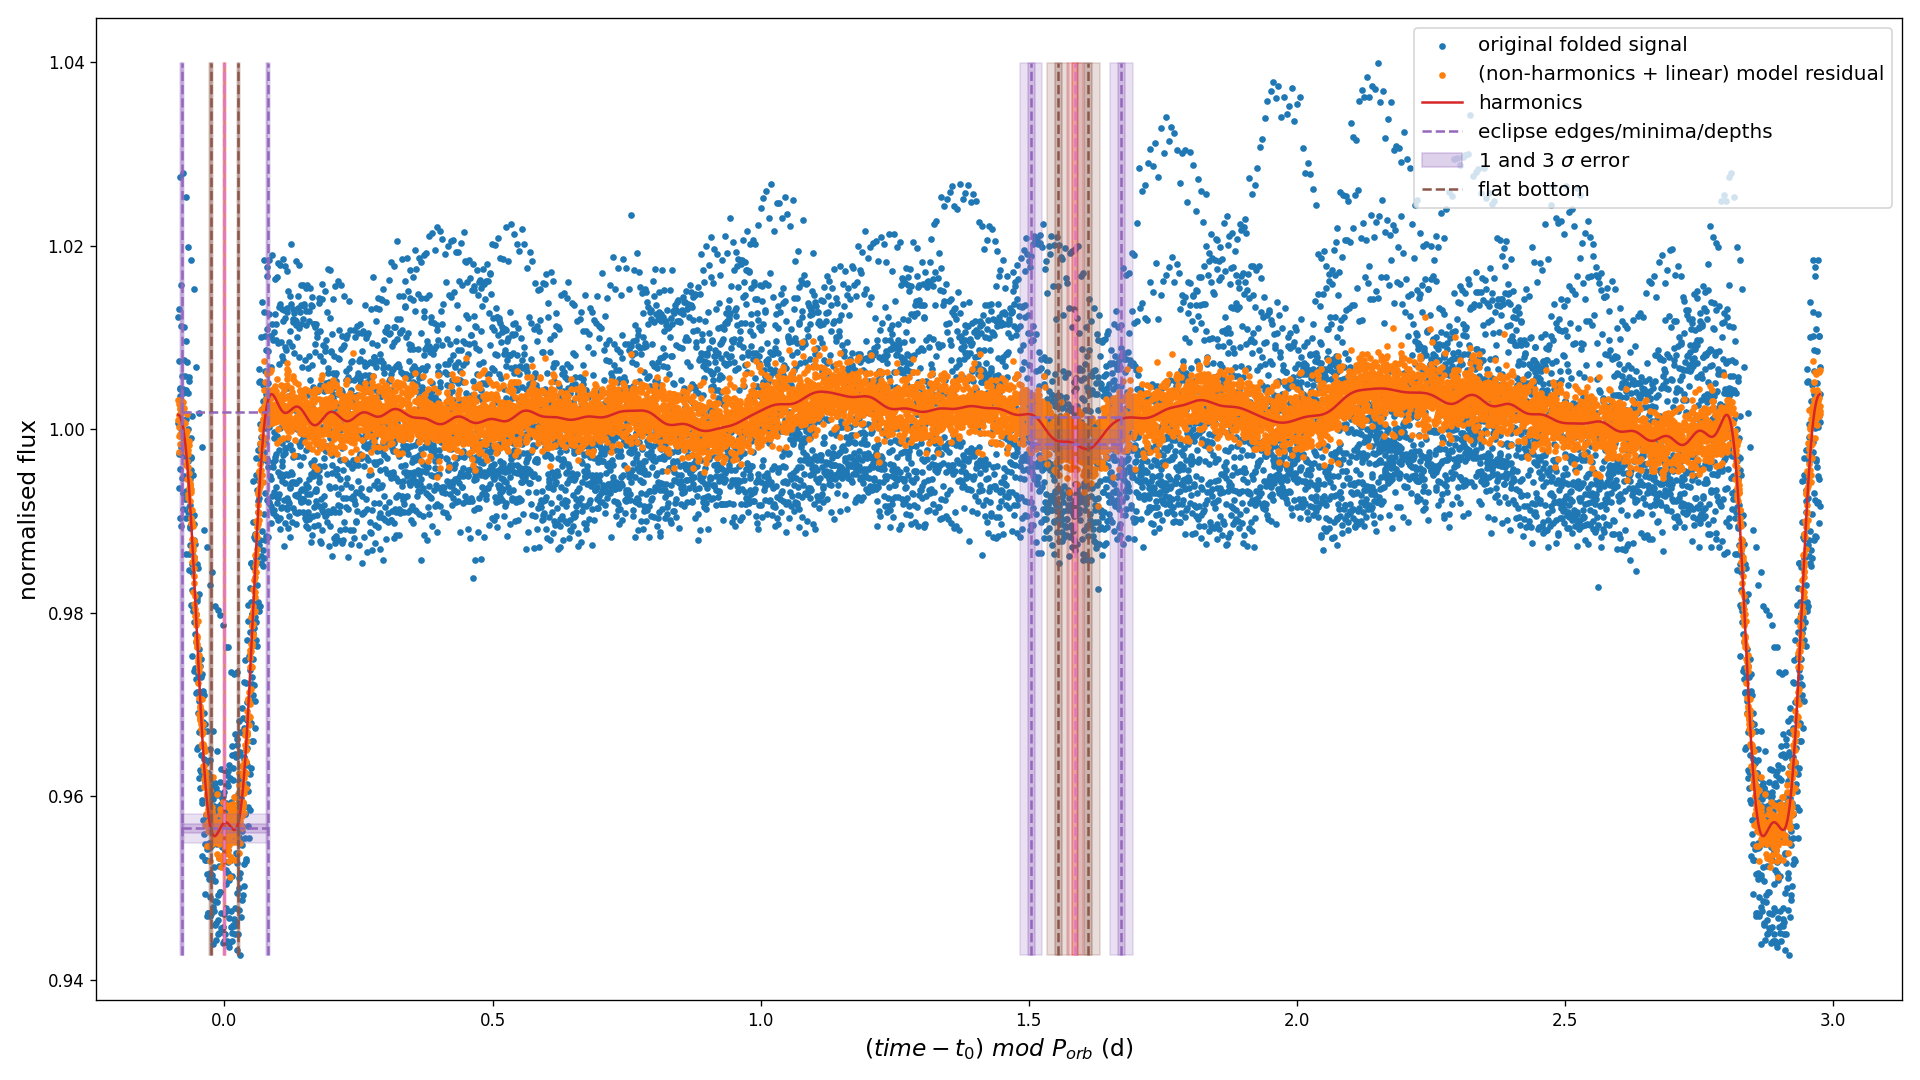 original folded signal
(non-harmonics + linear) model residual
harmonics
eclipse edges/minima/depths
1 and 3 σ error
flat bottom
normalised flux
1.04
1.02
1.00
0.98
0.96
0.94
0.0 0.5 1.0 1.5 2.0 2.5 3.0
(time − t₀) mod P_orb (d)